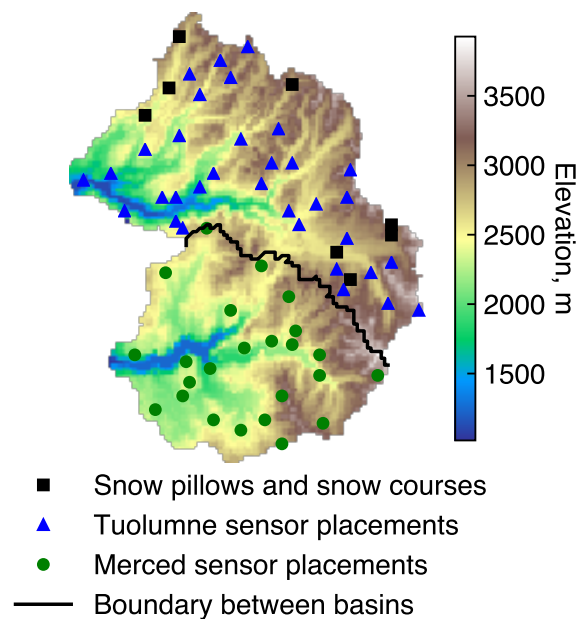 3500
3000
2500
2000
1500
Elevation, m
Snow pillows and snow courses
Tuolumne sensor placements
Merced sensor placements
Boundary between basins